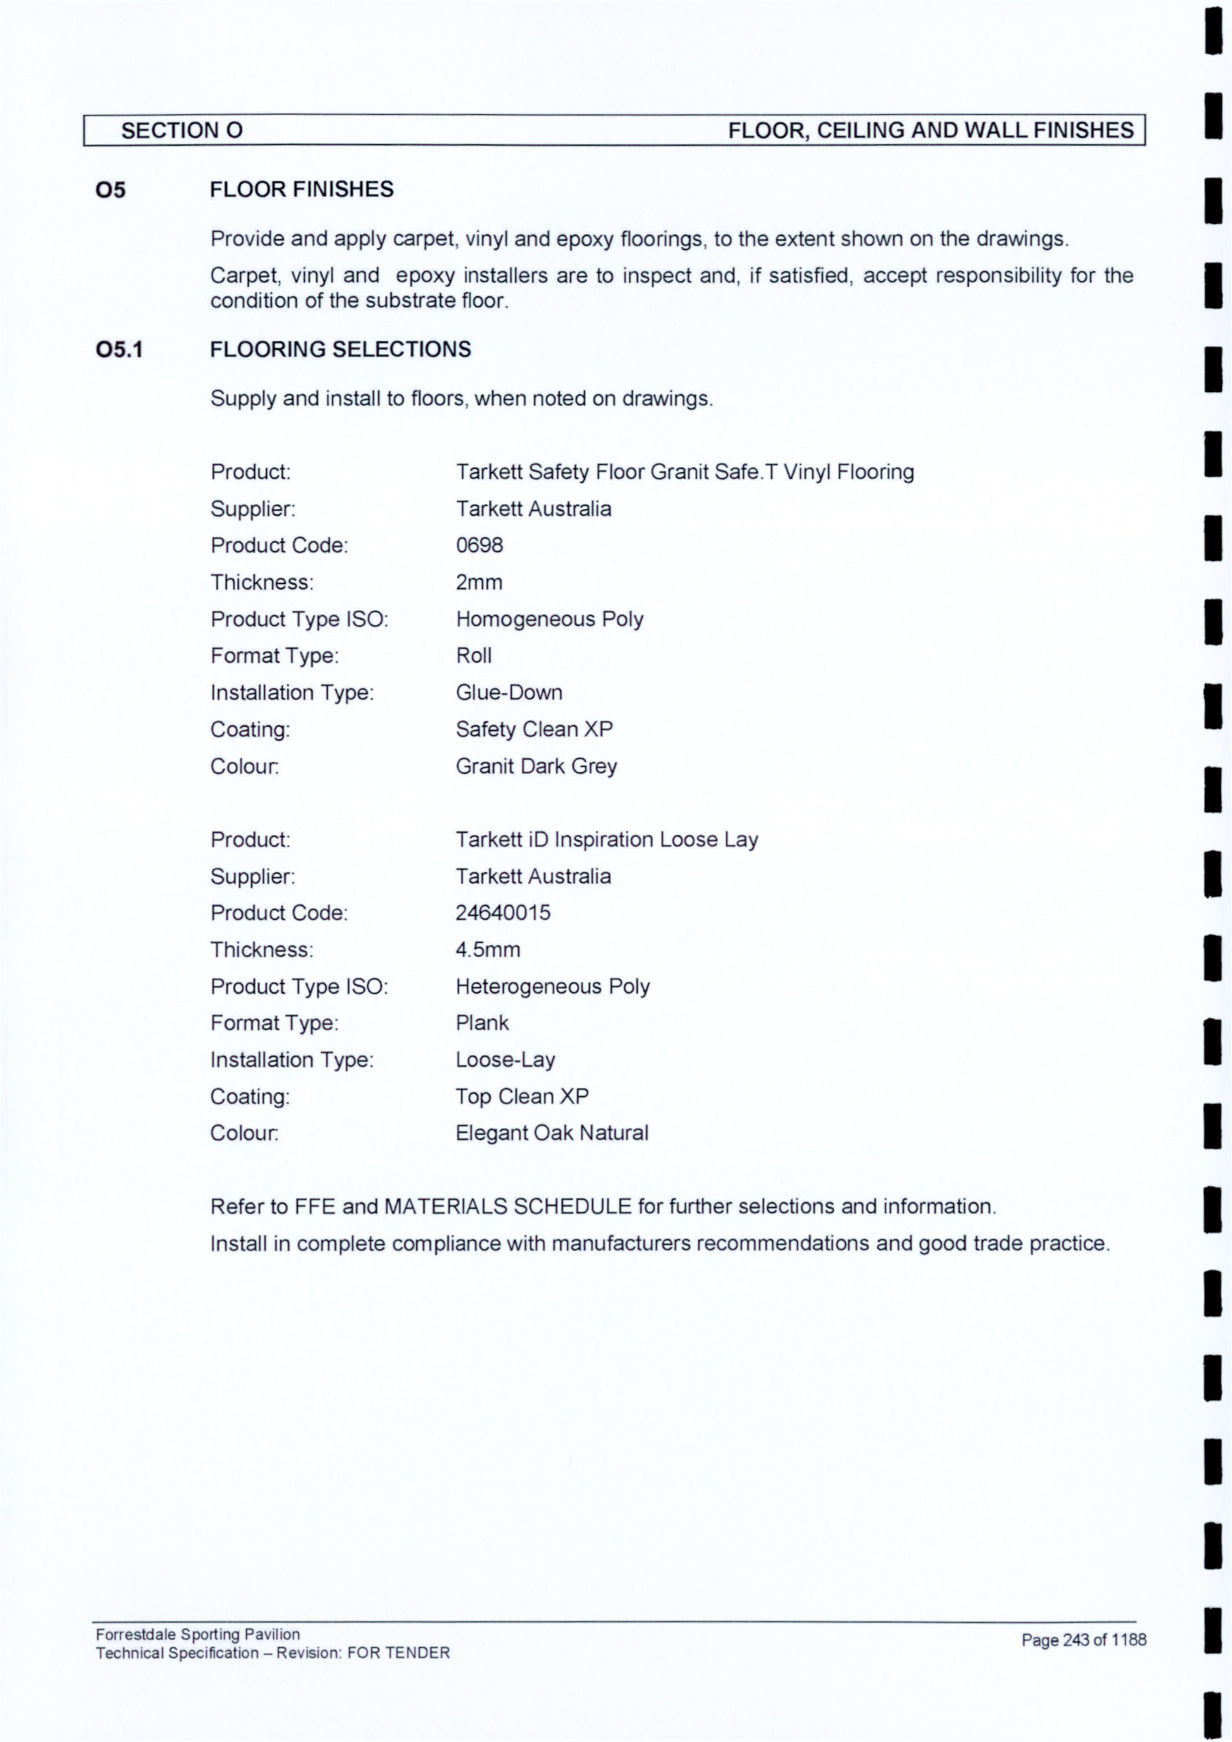 SECTION O FLOOR, CEILING AND WALL FINISHES
O5 FLOOR FINISHES
Provide and apply carpet, vinyl and epoxy floorings, to the extent shown on the drawings.
Carpet, vinyl and epoxy installers are to inspect and, if satisfied, accept responsibility for the
condition of the substrate floor.
O5.1 FLOORING SELECTIONS
Supply and install to floors, when noted on drawings.
Product: Tarkett Safety Floor Granit Safe.T Vinyl Flooring
Supplier: Tarkett Australia
Product Code: 0698
Thickness: 2mm
Product Type ISO: Homogeneous Poly
Format Type: Roll
Installation Type: Glue-Down
Coating: Safety Clean XP
Colour: Granit Dark Grey
Product: Tarkett iD Inspiration Loose Lay
Supplier: Tarkett Australia
Product Code: 24640015
Thickness: 4.5mm
Product Type ISO: Heterogeneous Poly
Format Type: Plank
Installation Type: Loose-Lay
Coating: Top Clean XP
Colour: Elegant Oak Natural
Refer to FFE and MATERIALS SCHEDULE for further selections and information.
Install in complete compliance with manufacturers recommendations and good trade practice.
Forrestdale Sporting Pavilion
Technical Specification – Revision: FOR TENDER
Page 243 of 1188